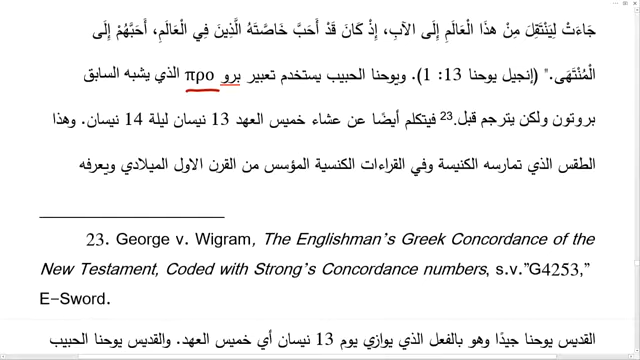 جَاءَتْ لِيَنْتَقِلَ مِنْ هذَا الْعَالَمِ إِلَى الآبِ، إِذْ كَانَ قَدْ أَحَبَّ خَاصَّتَهُ الَّذِينَ فِي الْعَالَمِ، أَحَبَّهُمْ إِلَى
الْمُنْتَهَى." (إنجيل يوحنا 13: 1). ويوحنا الحبيب يستخدم تعبير برو προ الذي يشبه السابق
بروتون ولكن يترجم قبل.23 فيتكلم أيضًا عن عشاء خميس العهد 13 نيسان ليلة 14 نيسان. وهذا
الطقس الذي تمارسه الكنيسة وفي القراءات الكنسية المؤسس من القرن الاول الميلادي ويعرفه
23. George v. Wigram, The Englishman's Greek Concordance of the
New Testament, Coded with Strong's Concordance numbers, s.v."G4253,"
E-Sword.
القديس يوحنا جيدًا وهو بالفعل الذي يوازي يوم 13 نيسان أي خميس العهد. والقديس يوحنا الحبيب